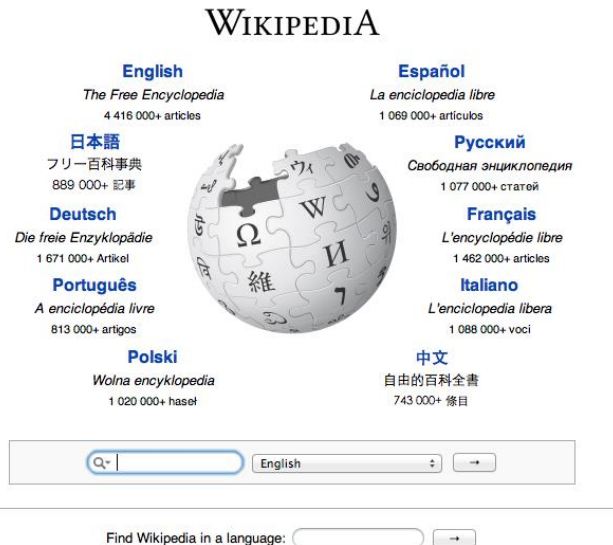 WIKIPEDIA
English
The Free Encyclopedia
4 416 000+ articles
Español
La enciclopedia libre
1 069 000+ artículos
日本語
フリー百科事典
889 000+ 記事
Русский
Свободная энциклопедия
1 077 000+ статей
Deutsch
Die freie Enzyklopädie
1 671 000+ Artikel
Français
L'encyclopédie libre
1 462 000+ articles
Português
A enciclopédia livre
813 000+ artigos
Italiano
L'enciclopedia libera
1 088 000+ voci
Polski
Wolna encyklopedia
1 020 000+ haseł
中文
自由的百科全書
743 000+ 條目
ウィ
W
Ω
И
維
7
English
→
Find Wikipedia in a language:
→